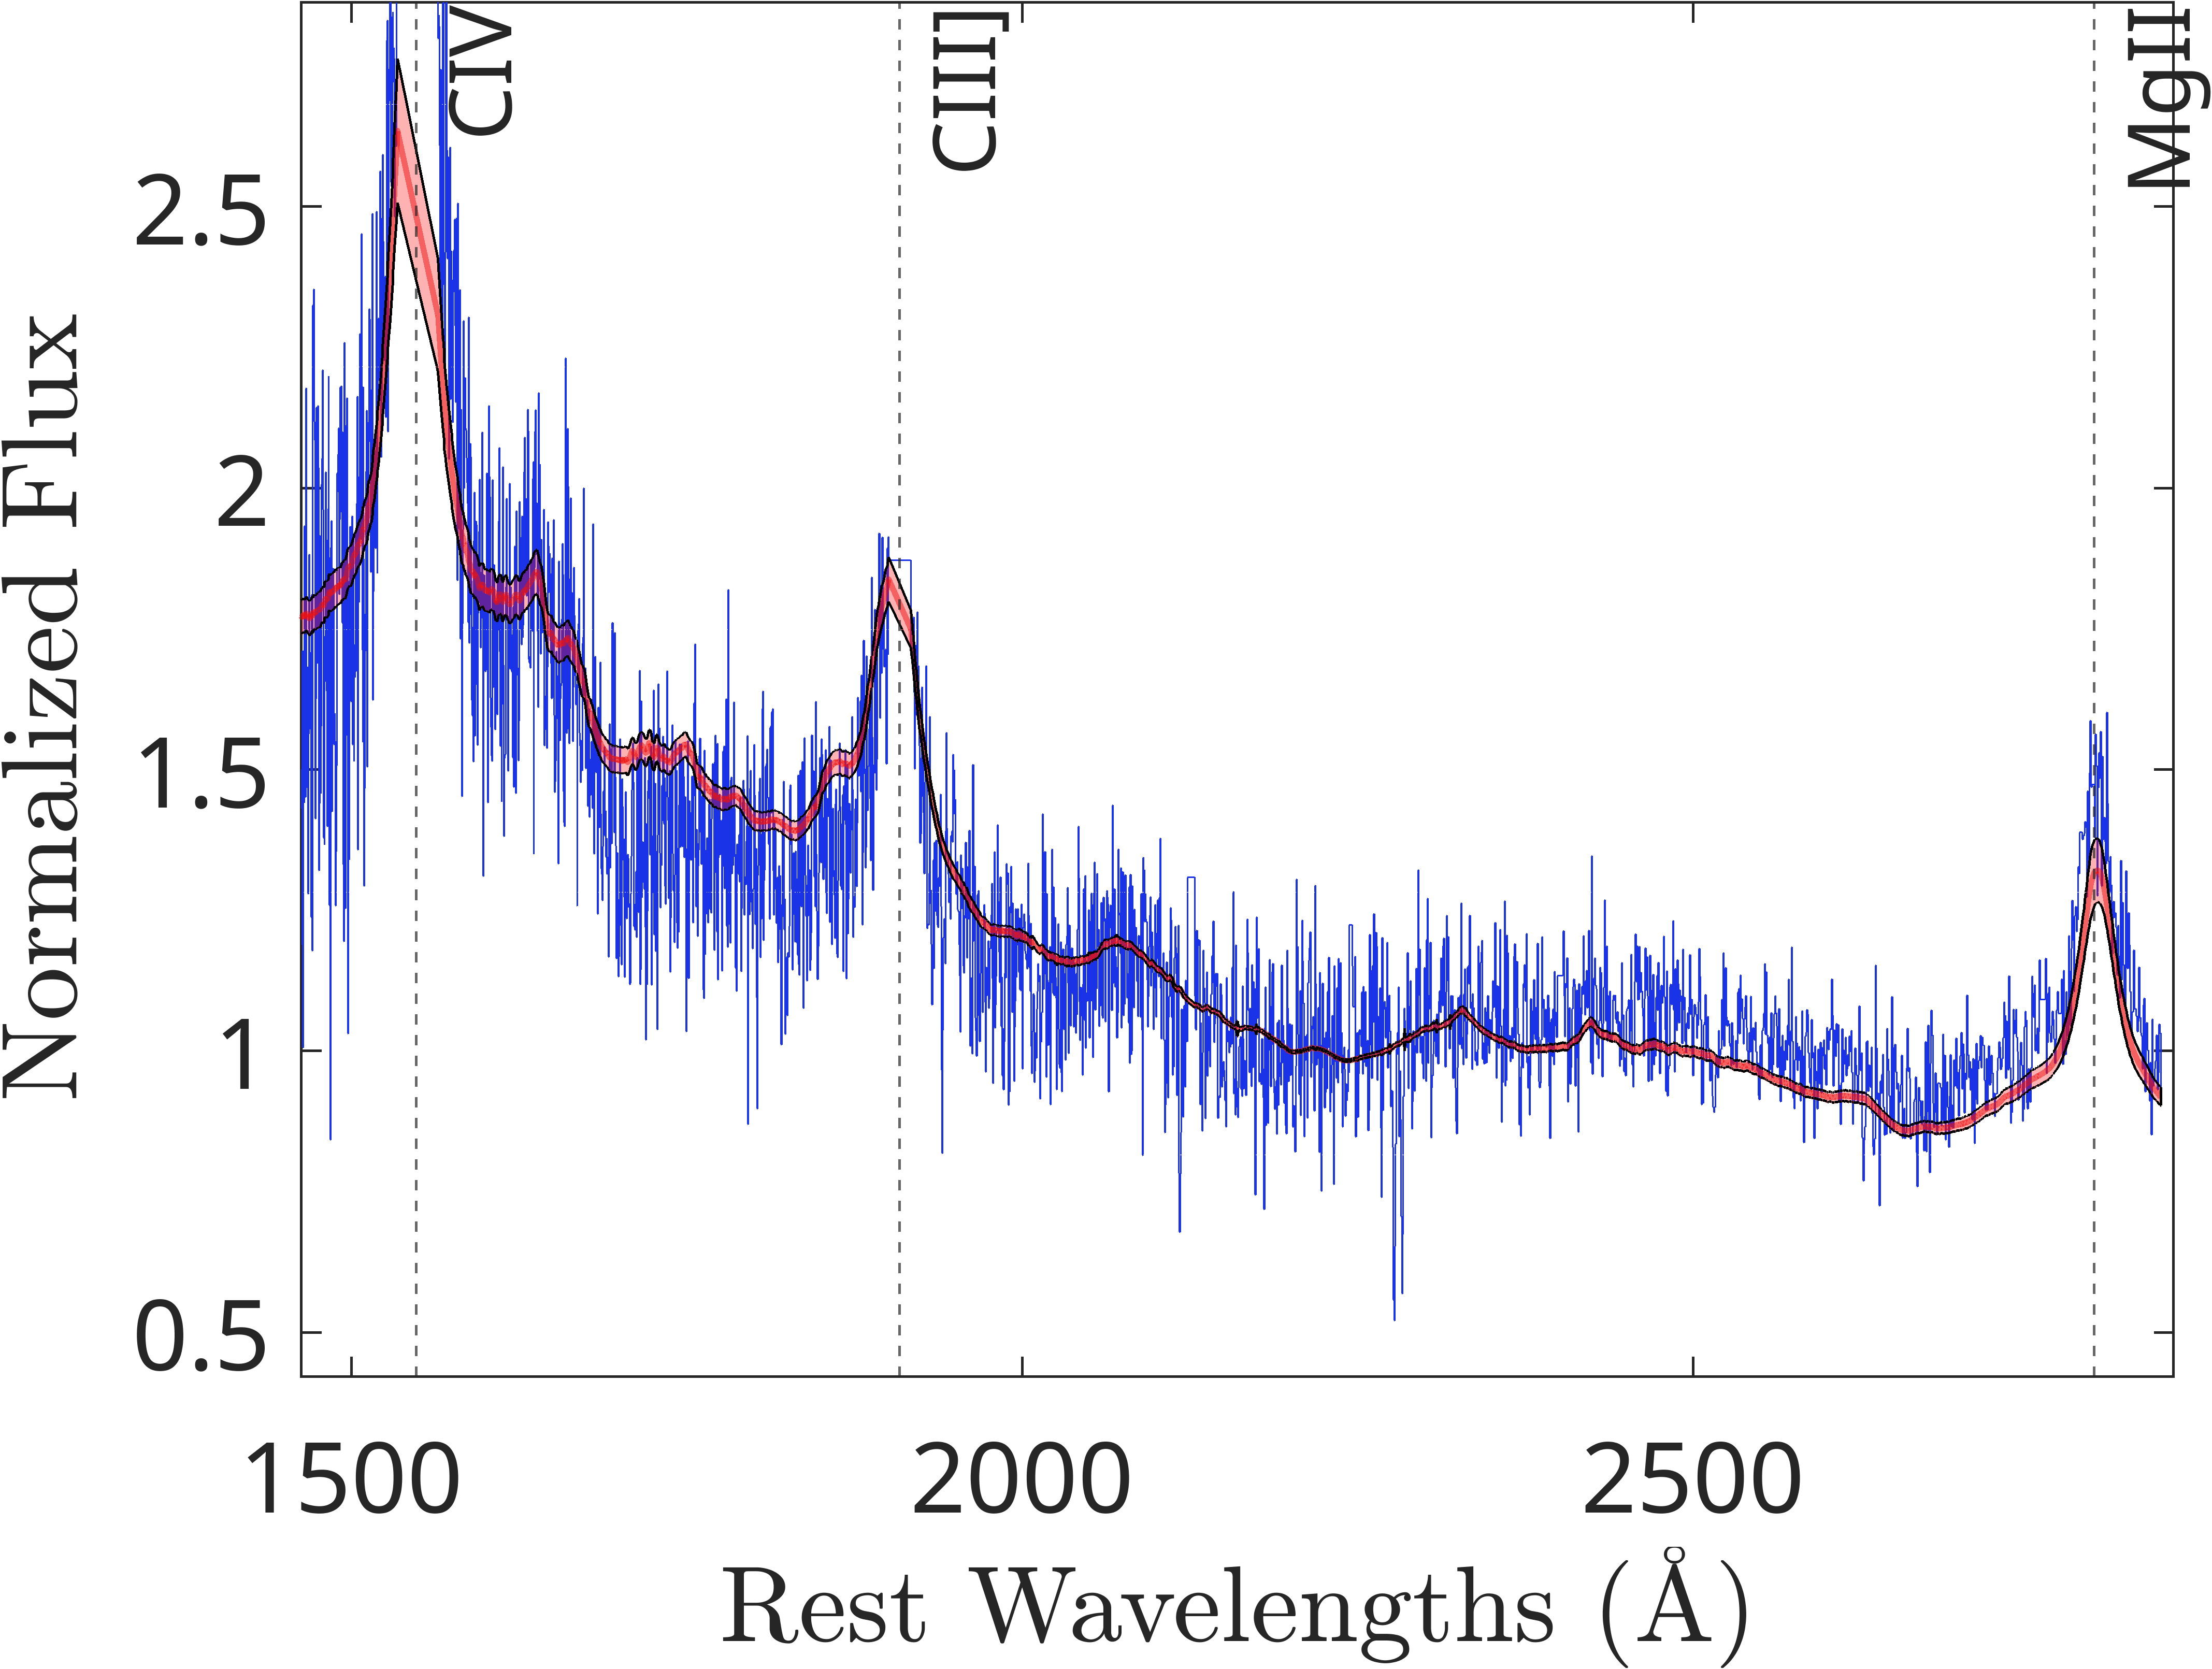 CIV
CIII]
MgII
Normalized Flux
2.5
2
1.5
1
0.5
1500
2000
2500
Rest Wavelengths (Å)